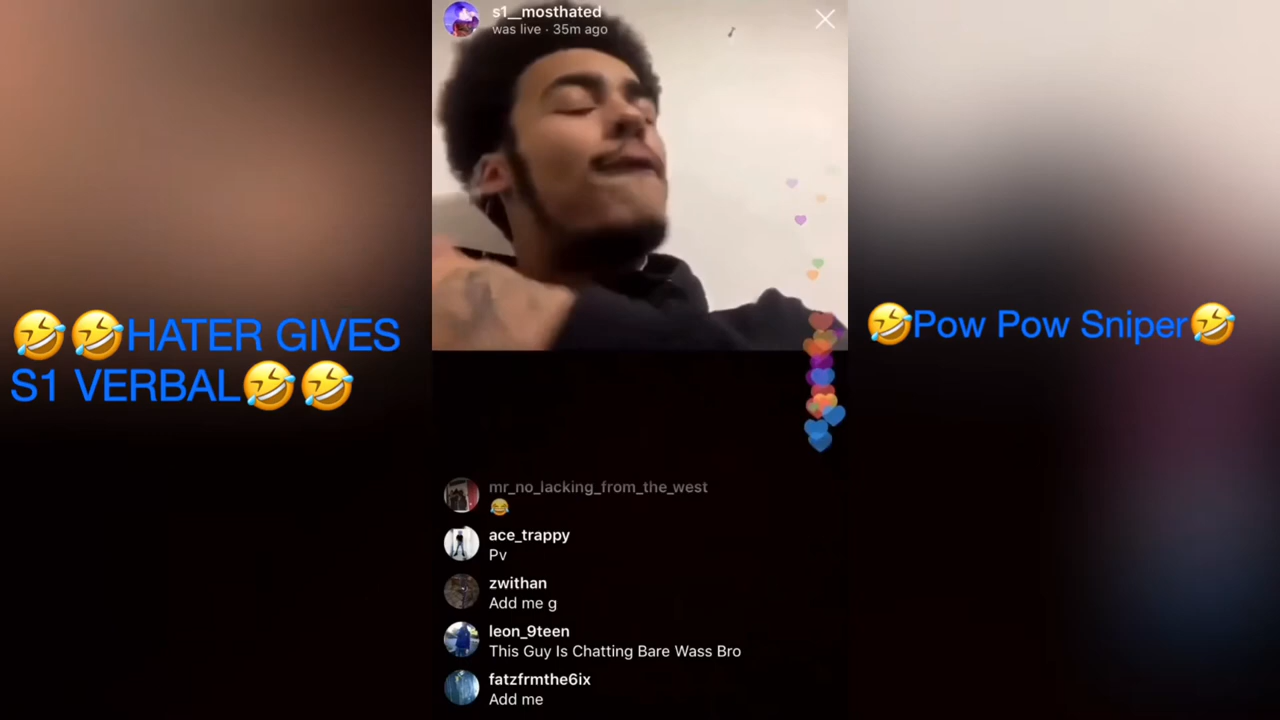 s1__mosthated
was live · 35m ago
🤣🤣HATER GIVES
S1 VERBAL🤣🤣
🤣Pow Pow Sniper🤣
mr_no_lacking_from_the_west
😂
ace_trappy
Pv
zwithan
Add me g
leon_9teen
This Guy Is Chatting Bare Wass Bro
fatzfrmthe6ix
Add me